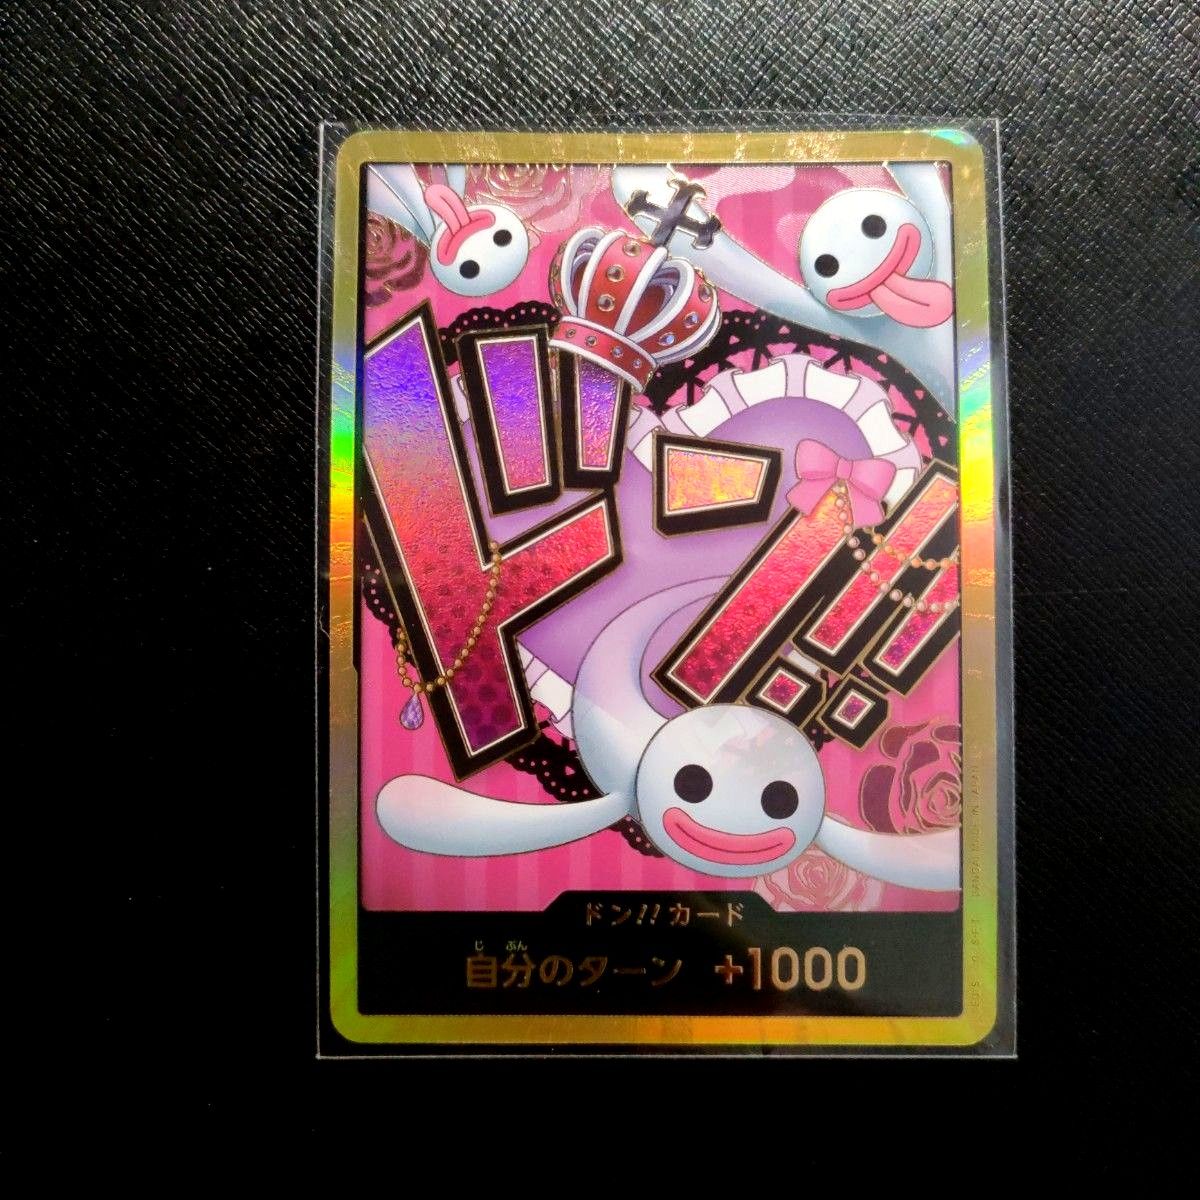 ドン!!
ドン!!カード
じ ぶん
自分のターン +1000